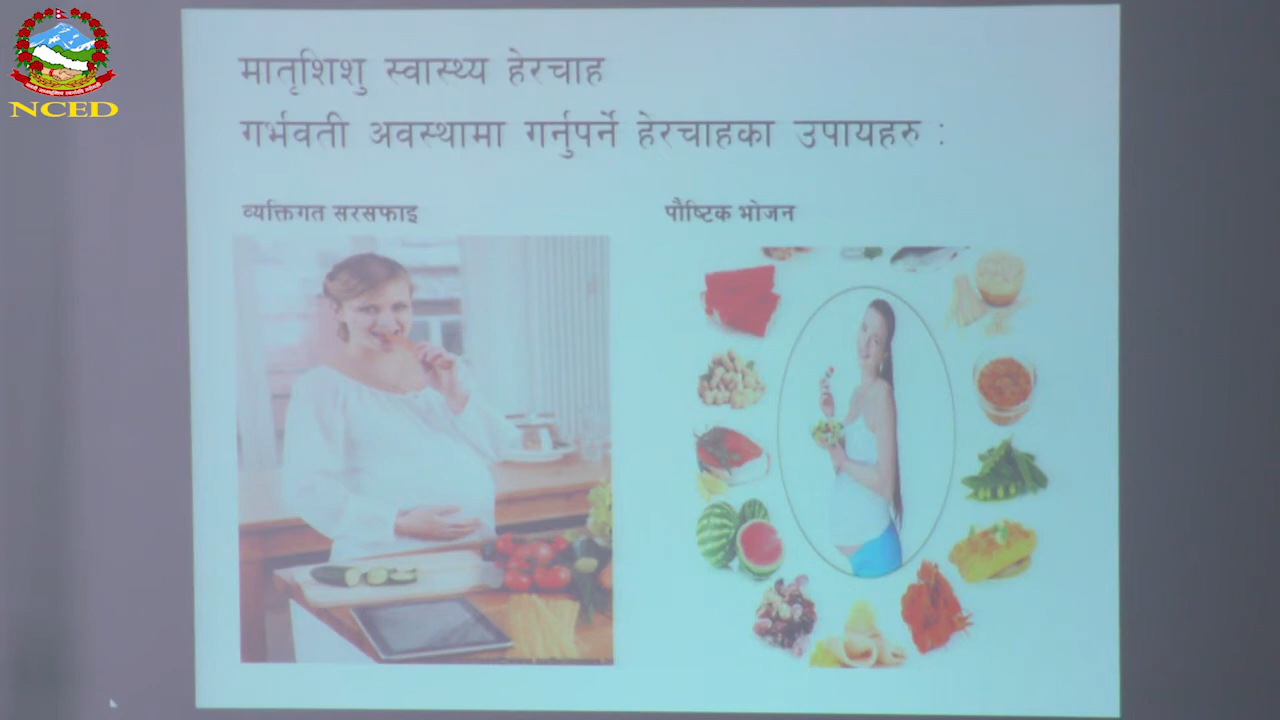 NCED
मातृशिशु स्वास्थ्य हेरचाह
गर्भवती अवस्थामा गर्नुपर्ने हेरचाहका उपायहरु :
व्यक्तिगत सरसफाइ
पौष्टिक भोजन